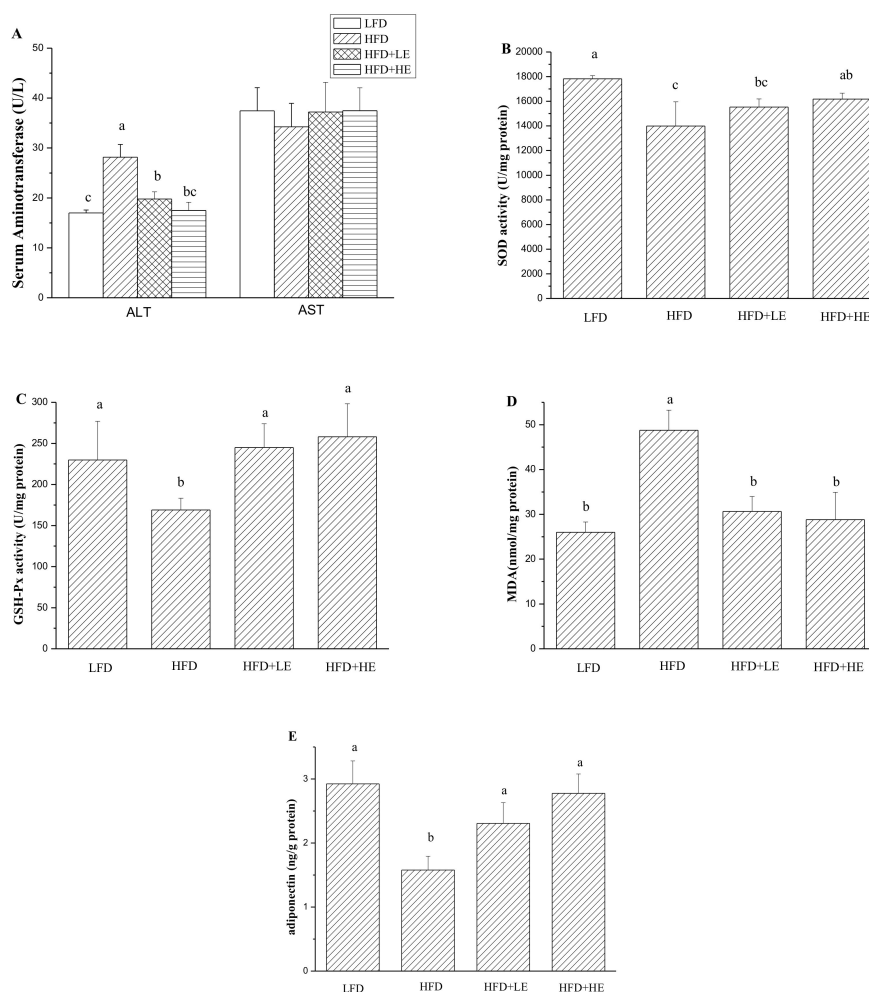 A
LFD
HFD
HFD+LE
HFD+HE
Serum Aminotransferase (U/L)
50
40
30
20
10
0
c
a
b
bc
ALT
AST
B
SOD activity (U/mg protein)
20000
18000
16000
14000
12000
10000
8000
6000
4000
2000
0
a
c
bc
ab
LFD
HFD
HFD+LE
HFD+HE
C
GSH-Px activity (U/mg protein)
300
250
200
150
100
50
0
a
b
a
a
LFD
HFD
HFD+LE
HFD+HE
D
MDA(nmol/mg protein)
50
40
30
20
10
0
b
a
b
b
LFD
HFD
HFD+LE
HFD+HE
E
adiponectin (ng/g protein)
3
2
1
0
a
b
a
a
LFD
HFD
HFD+LE
HFD+HE